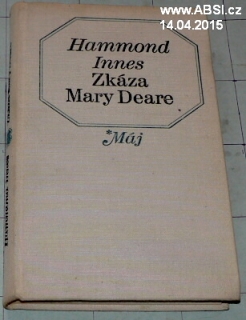 www.ABSI.cz
14.04.2015
Hammond
Innes
Zkáza
Mary Deare
Máj